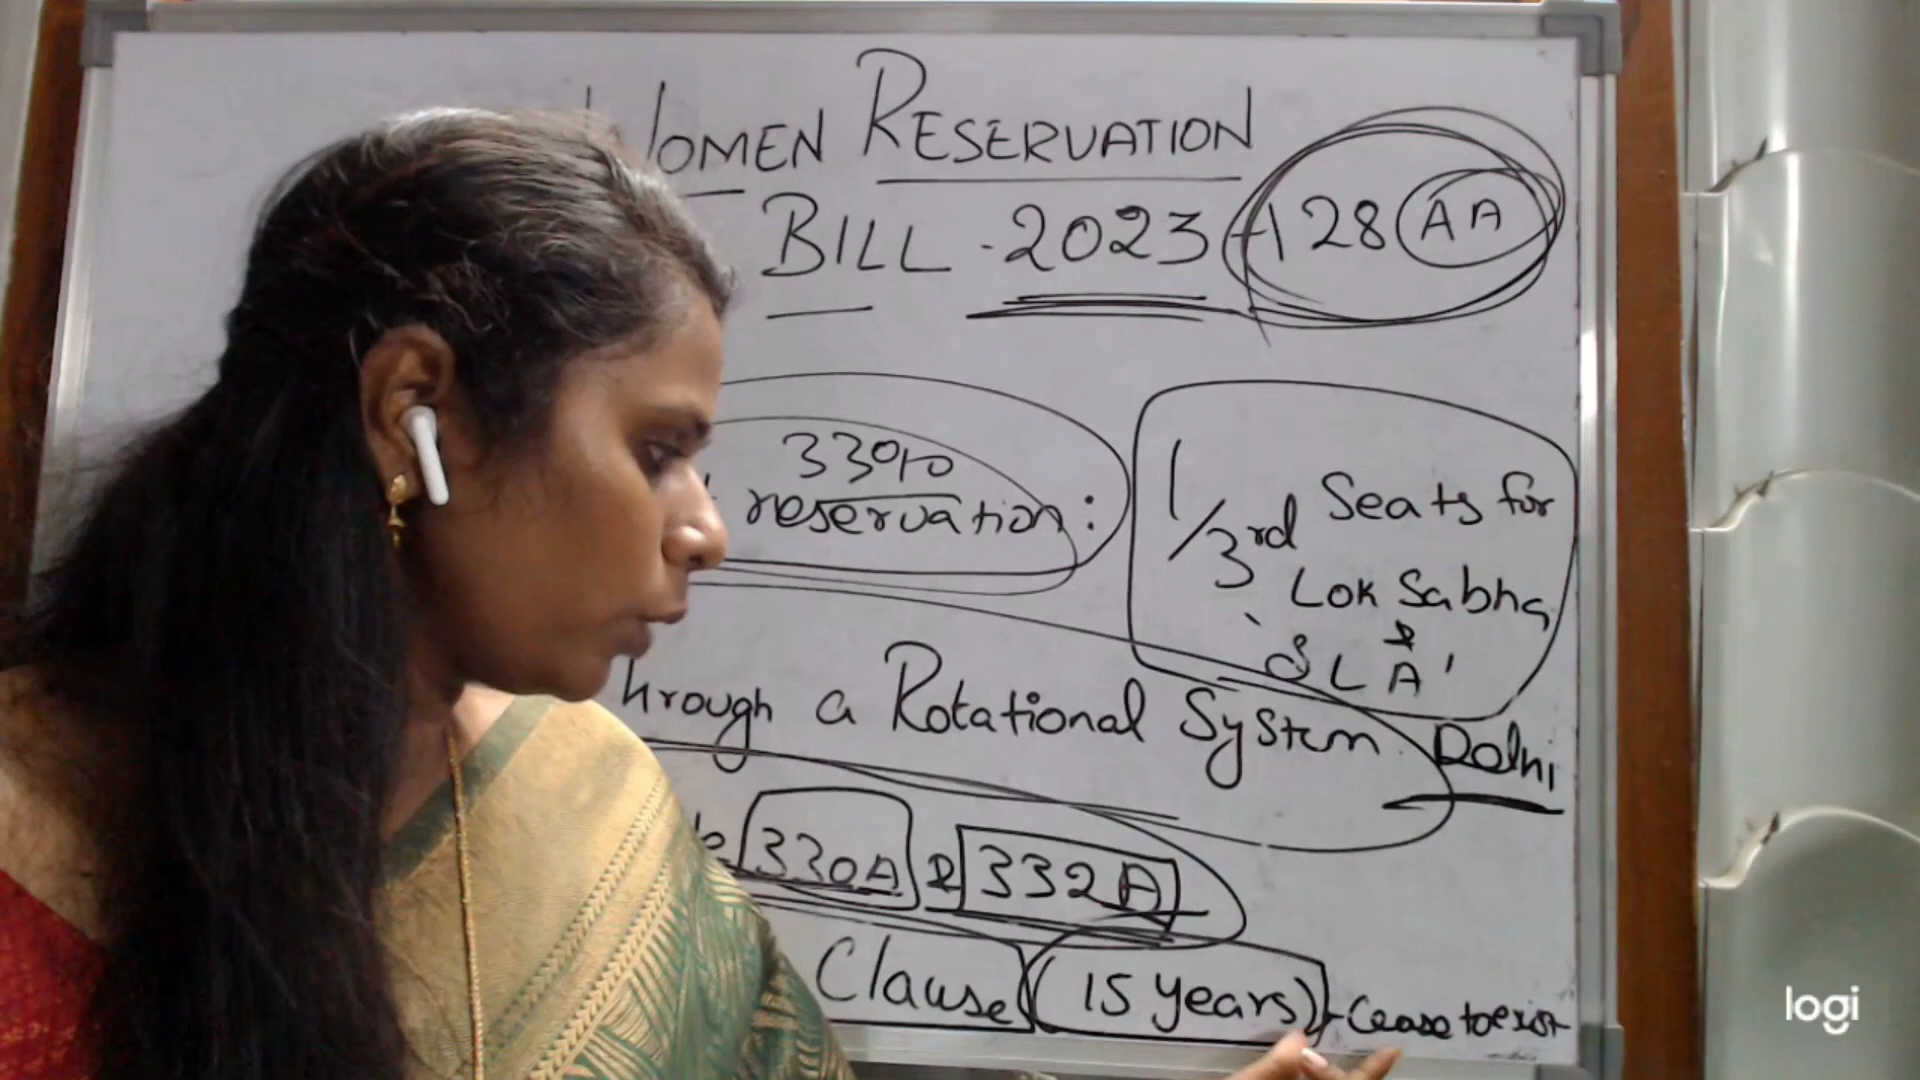 WOMEN RESERVATION
BILL - 2023 - 128 AA
33%
reservation:
1/3rd Seats for
Lok Sabha
&
SLA'
Through a Rotational System
Delhi
330A & 332A
Clause (15 years) - Cease to exist
logi